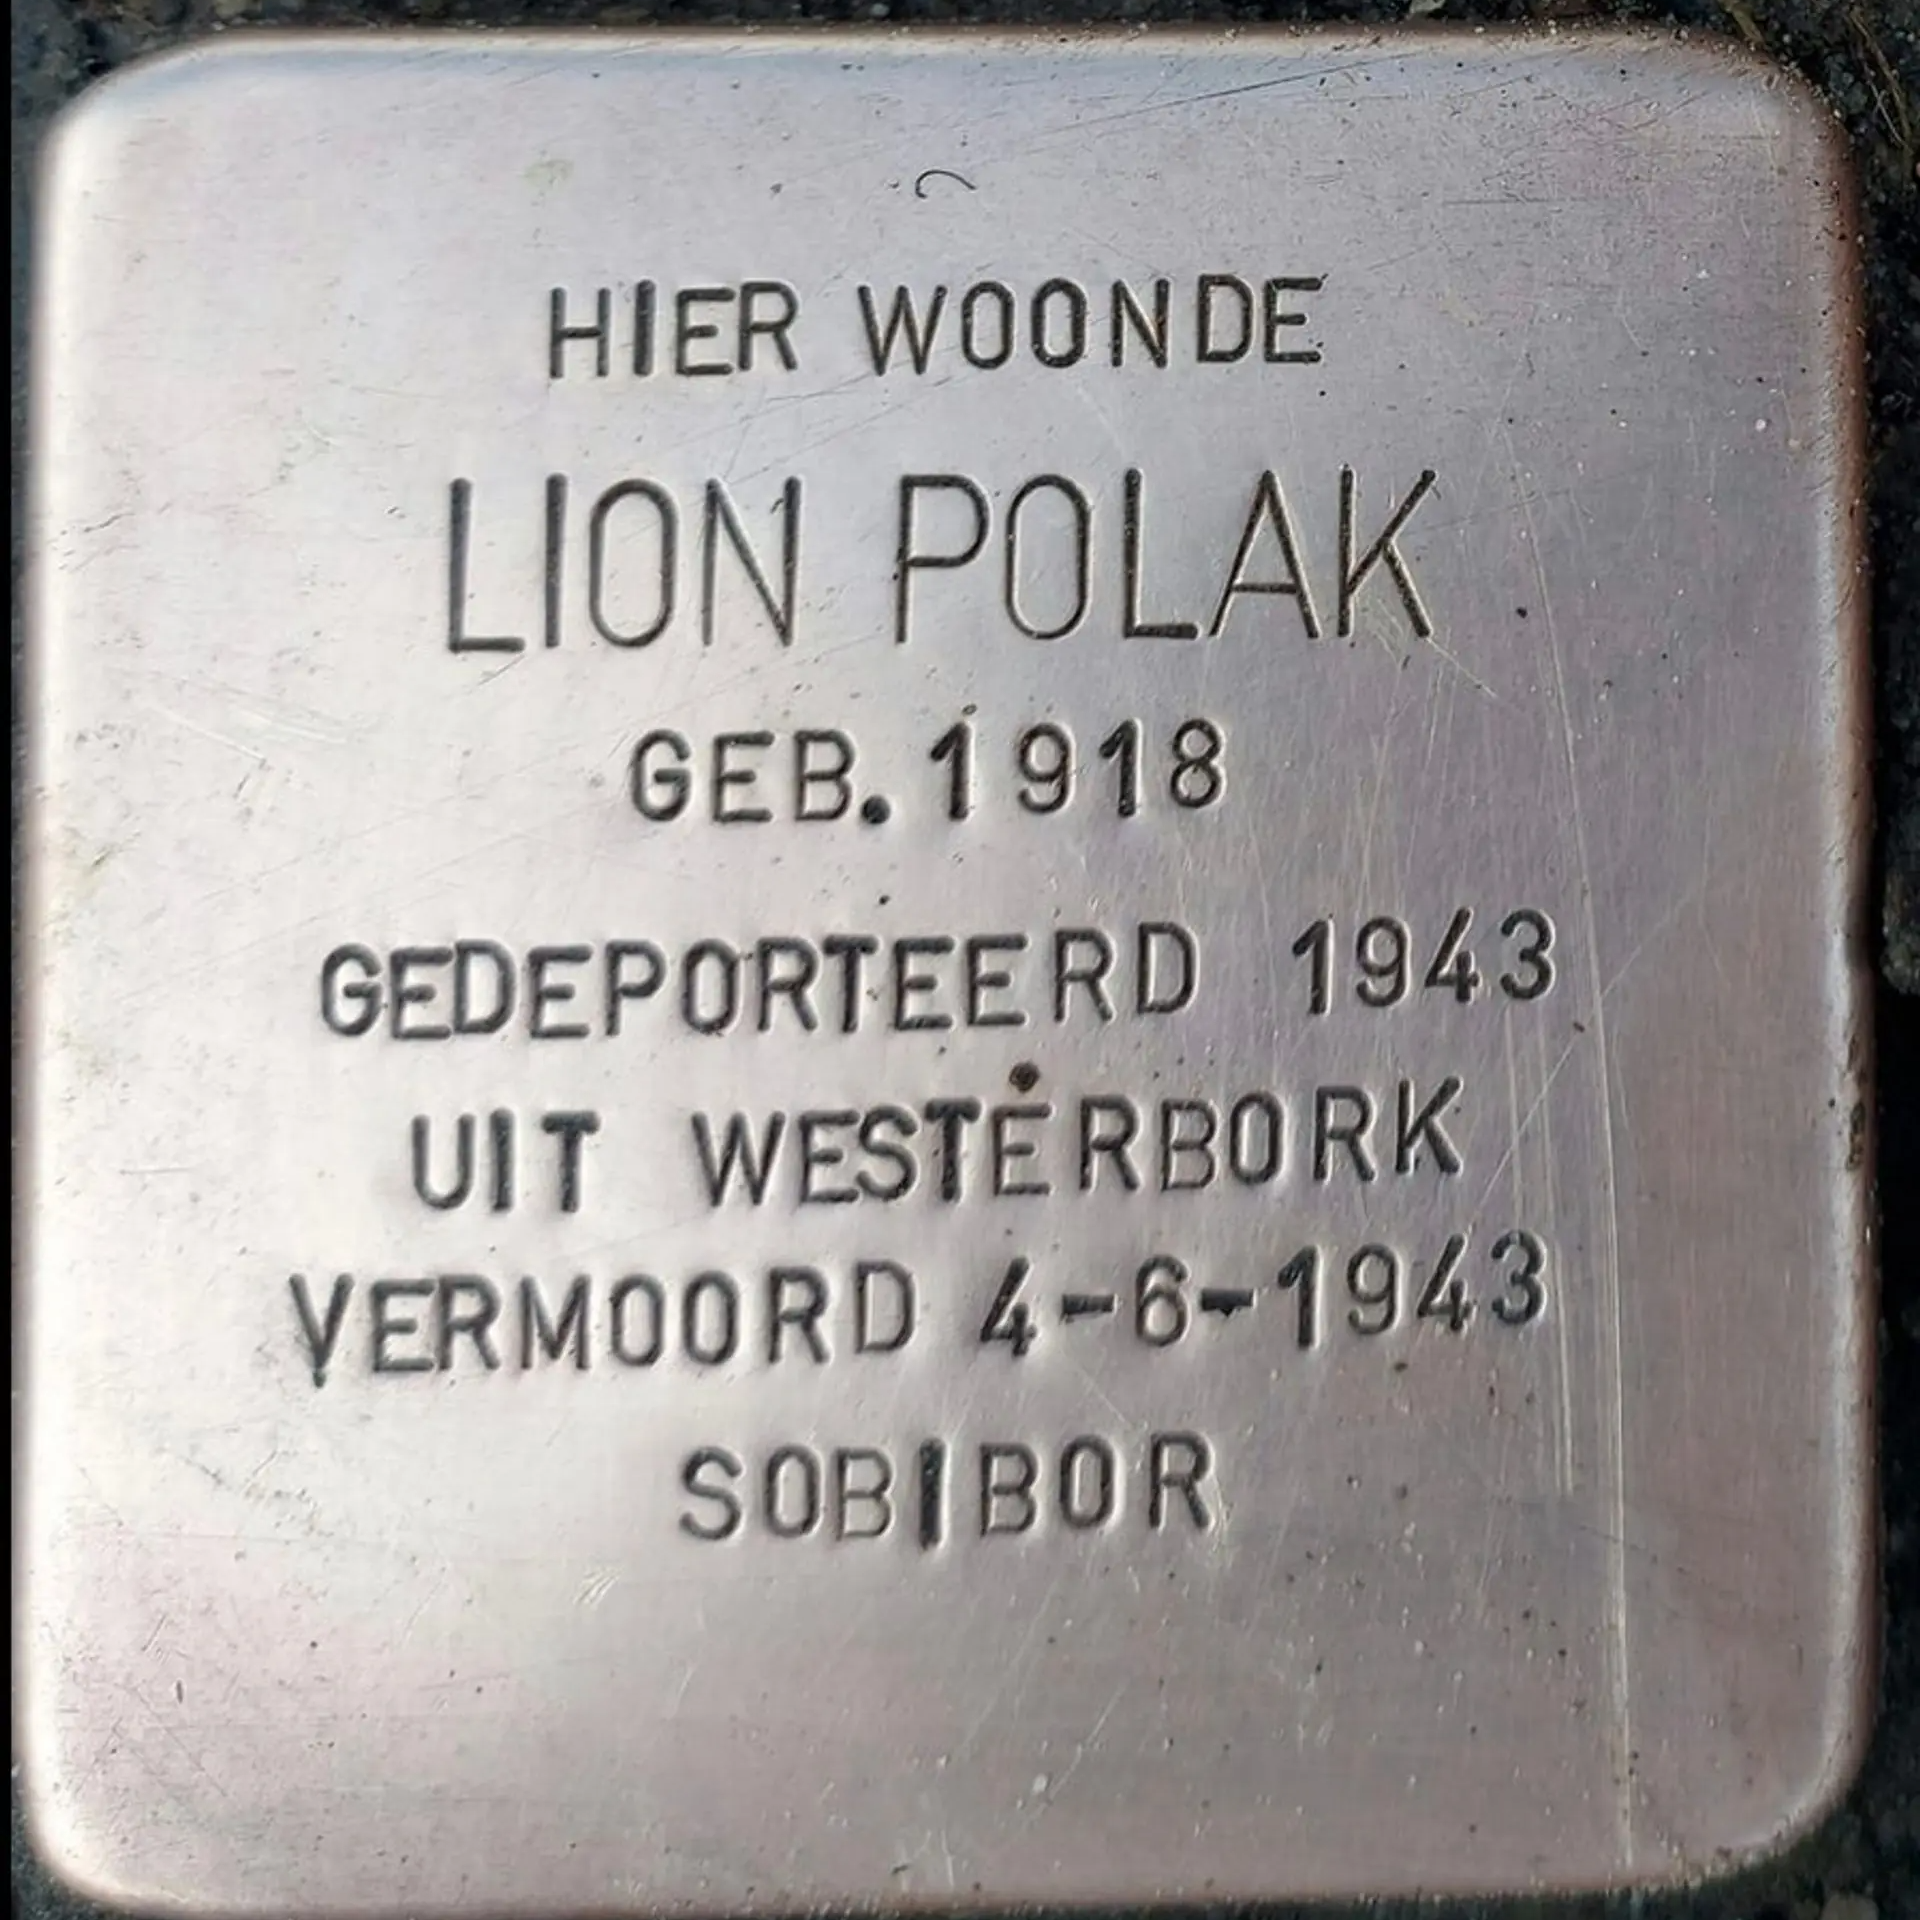 HIER WOONDE
LION POLAK
GEB. 1918
GEDEPORTEERD 1943
UIT WESTERBORK
VERMOORD 4-6-1943
SOBIBOR